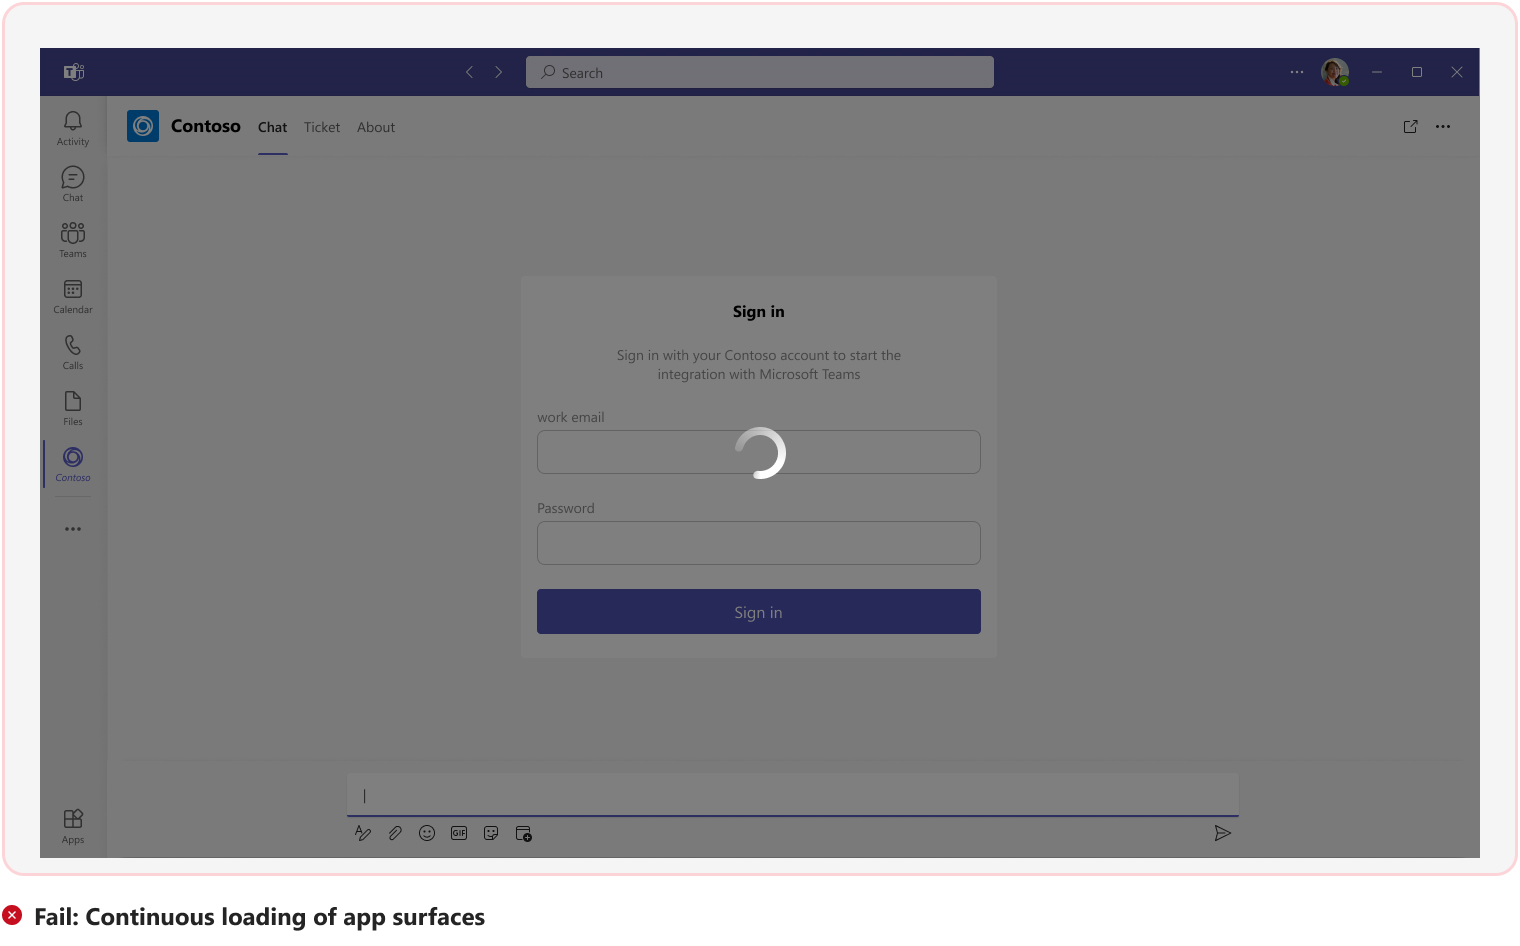 Search
Contoso
Chat
Ticket
About
Activity
Chat
Teams
Calendar
Calls
Files
Contoso
Apps
Sign in
Sign in with your Contoso account to start the
integration with Microsoft Teams
work email
Password
Sign in
GIF
Fail: Continuous loading of app surfaces